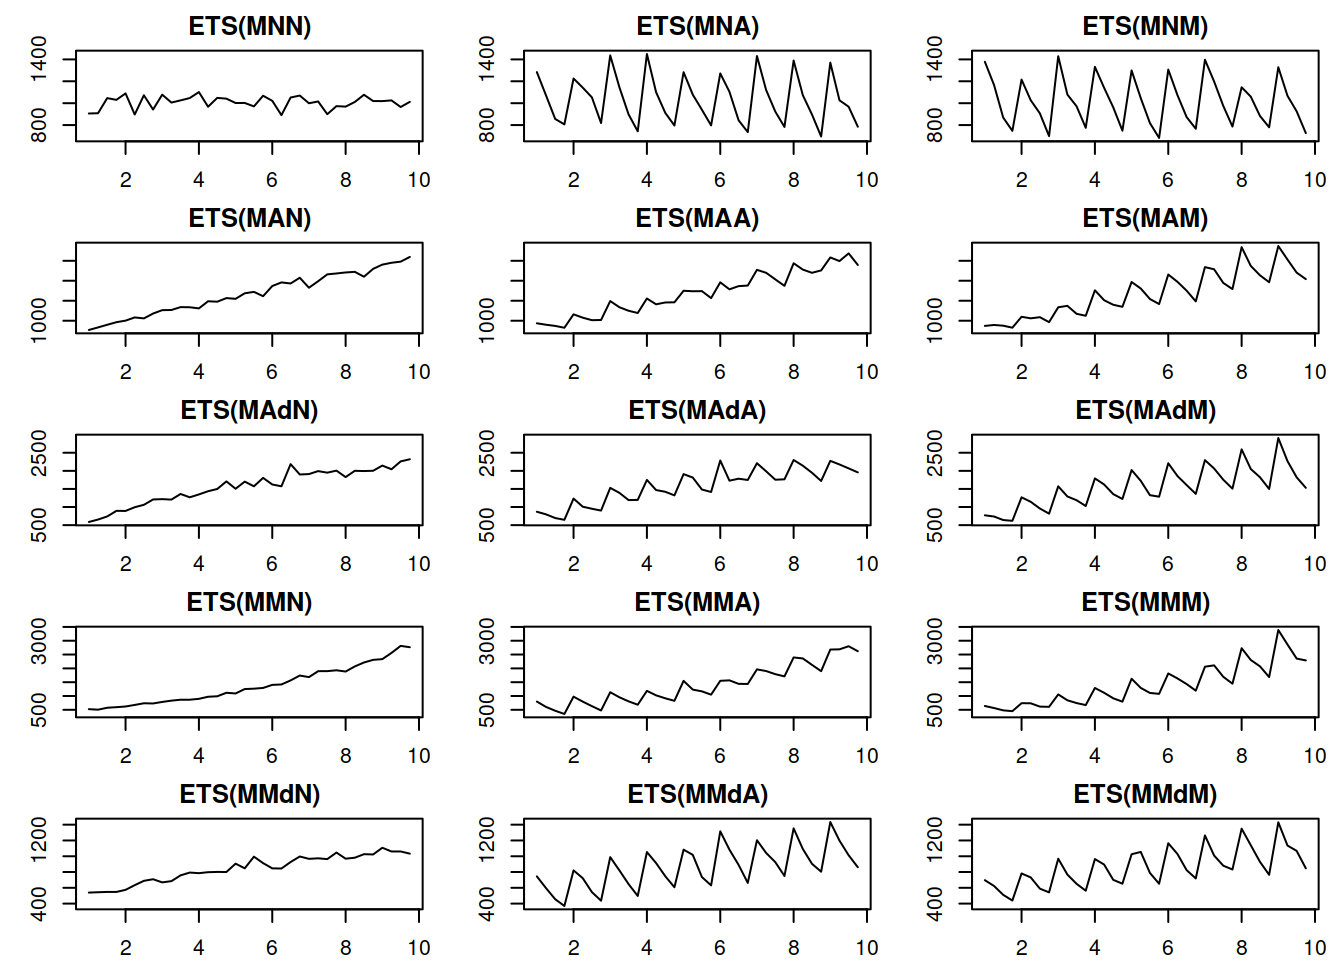 ETS(MNN) ETS(MNA) ETS(MNM)
1400 1400 1400
800 800 800
2 4 6 8 10 2 4 6 8 10 2 4 6 8 10
ETS(MAN) ETS(MAA) ETS(MAM)
1000 1000 1000
2 4 6 8 10 2 4 6 8 10 2 4 6 8 10
ETS(MAdN) ETS(MAdA) ETS(MAdM)
2500 2500 2500
500 500 500
2 4 6 8 10 2 4 6 8 10 2 4 6 8 10
ETS(MMN) ETS(MMA) ETS(MMM)
3000 3000 3000
500 500 500
2 4 6 8 10 2 4 6 8 10 2 4 6 8 10
ETS(MMdN) ETS(MMdA) ETS(MMdM)
1200 1200 1200
400 400 400
2 4 6 8 10 2 4 6 8 10 2 4 6 8 10